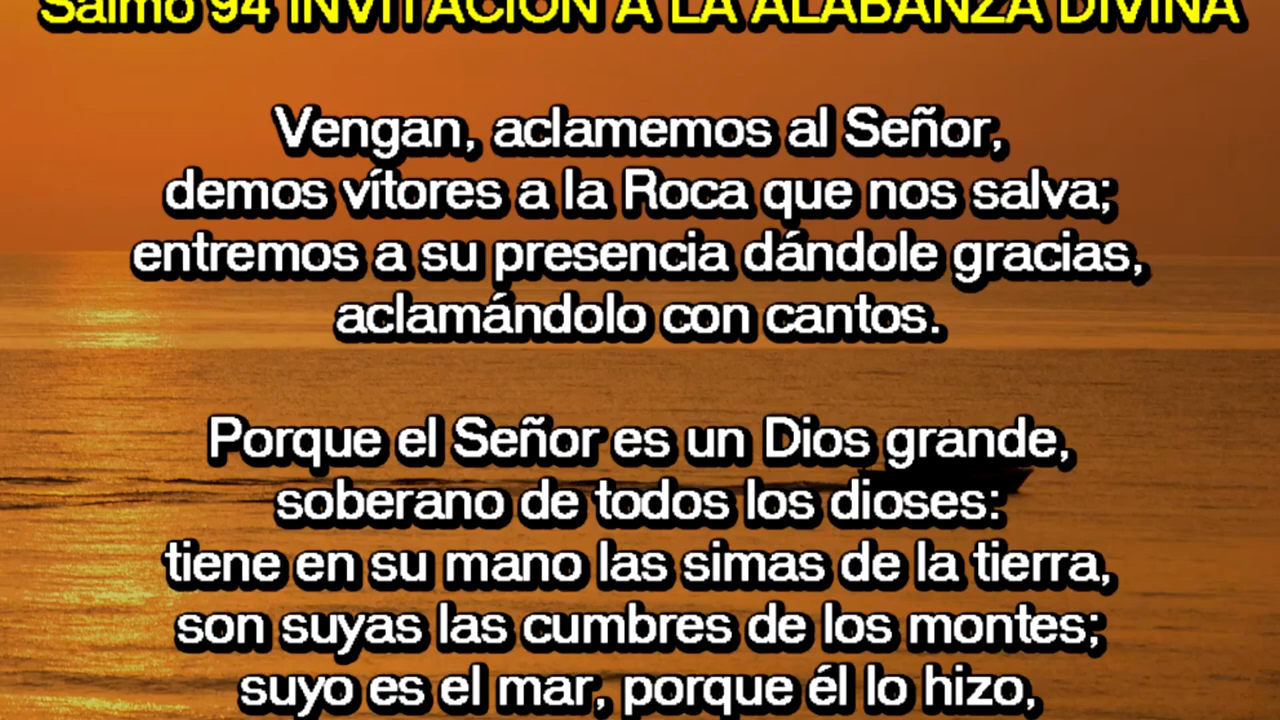 Salmo 94 INVITACIÓN A LA ALABANZA DIVINA
Vengan, aclamemos al Señor,
demos vítores a la Roca que nos salva;
entremos a su presencia dándole gracias,
aclamándolo con cantos.
Porque el Señor es un Dios grande,
soberano de todos los dioses:
tiene en su mano las simas de la tierra,
son suyas las cumbres de los montes;
suyo es el mar, porque él lo hizo,